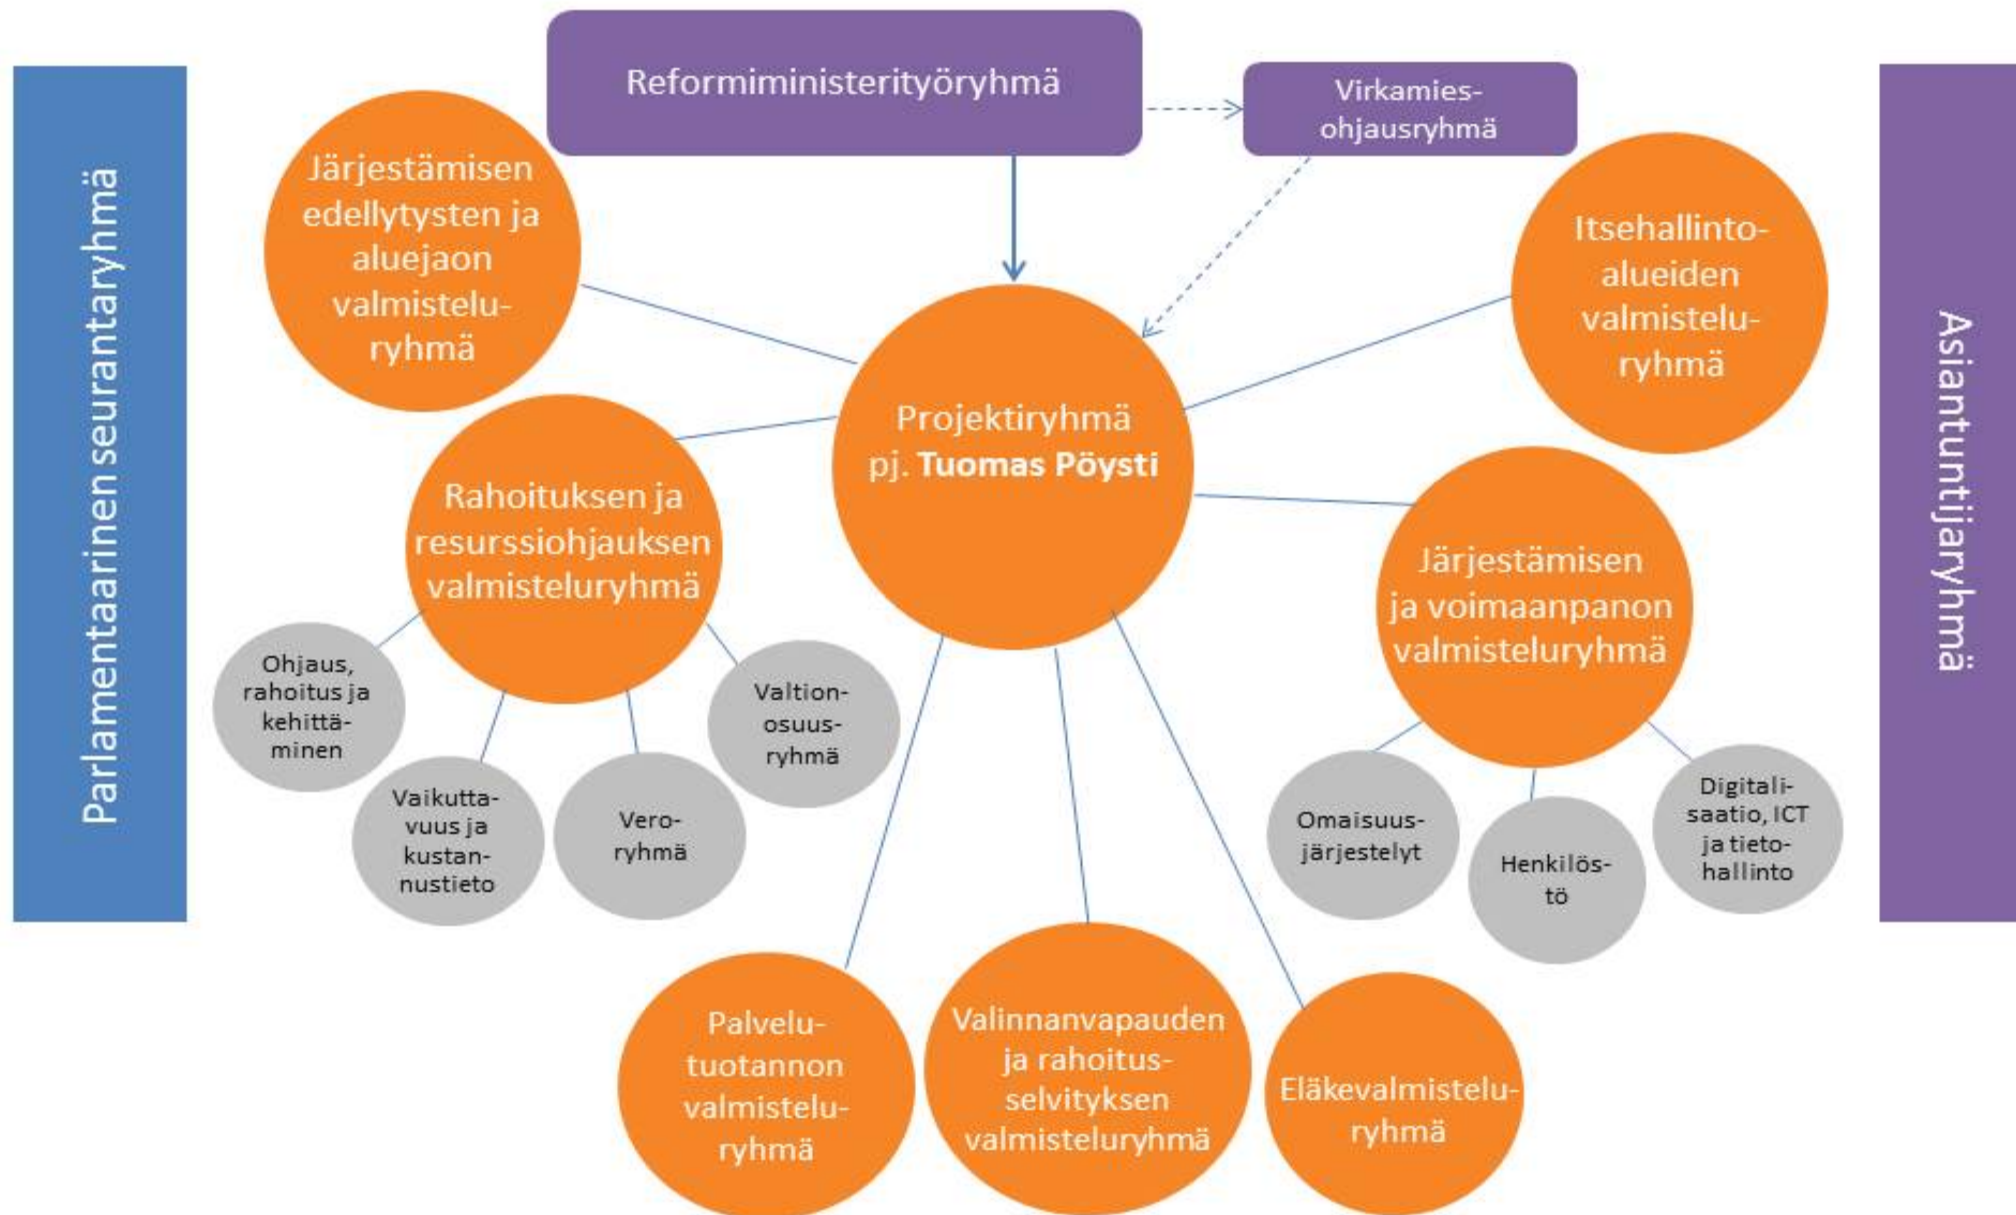 Parlamentaarinen seurantaryhmä
Reformiministerityöryhmä
Virkamies-
ohjausryhmä
Järjestämisen
edellytysten ja
aluejaon
valmistelu-
ryhmä
Itsehallinto-
alueiden
valmistelu-
ryhmä
Projektiryhmä
pj. Tuomas Pöysti
Rahoituksen ja
resurssiohjauksen
valmisteluryhmä
Järjestämisen
ja voimaanpanon
valmisteluryhmä
Ohjaus,
rahoitus ja
kehittä-
minen
Vaikutta-
vuus ja
kustan-
nustieto
Vero-
ryhmä
Valtion-
osuus-
ryhmä
Omaisuus-
järjestelyt
Henkilös-
tö
Digitali-
saatio, ICT
ja tieto-
hallinto
Palvelu-
tuotannon
valmistelu-
ryhmä
Valinnanvapauden
ja rahoitus-
selvityksen
valmisteluryhmä
Eläkevalmistelu-
ryhmä
Asiantuntijaryhmä